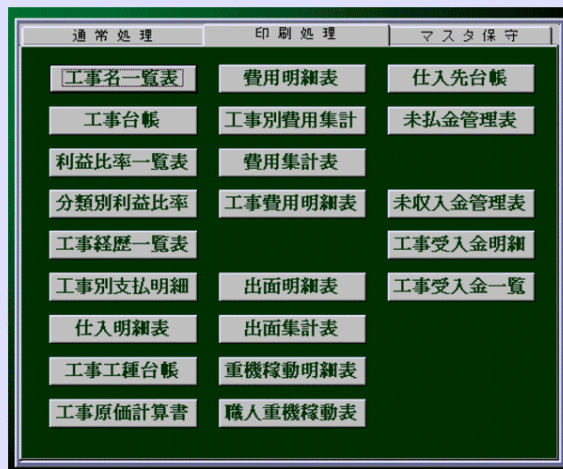 通常処理 印刷処理 マスタ保守
工事名一覧表 費用明細表 仕入先台帳
工事台帳 工事別費用集計 未払金管理表
利益比率一覧表 費用集計表
分類別利益比率 工事費用明細表 未収入金管理表
工事経歴一覧表 工事受入金明細
工事別支払明細 出面明細表 工事受入金一覧
仕入明細表 出面集計表
工事工種台帳 重機稼動明細表
工事原価計算書 職人重機稼動表